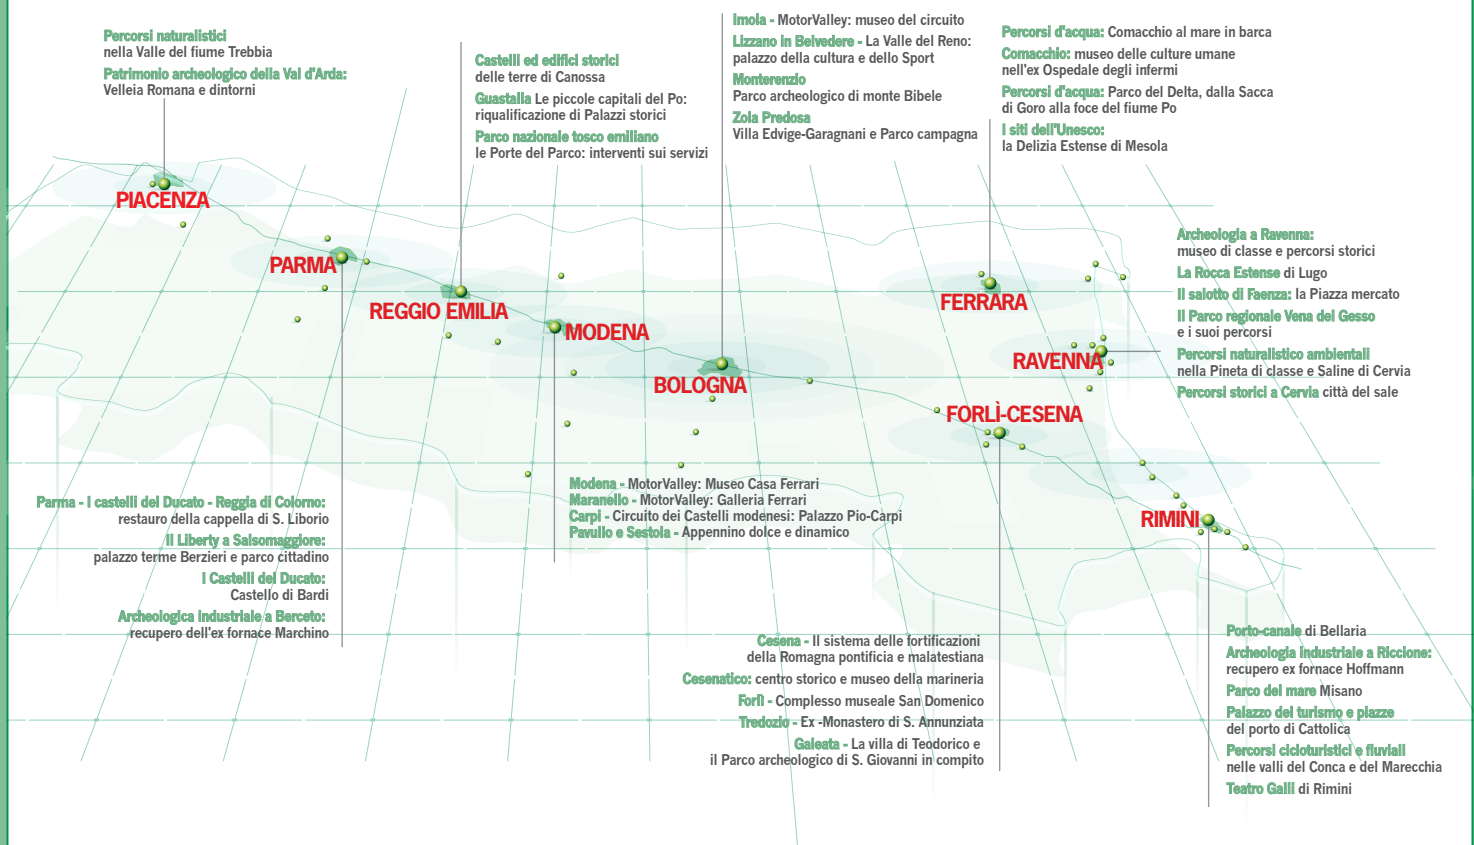 Percorsi naturalistici
nella Valle del fiume Trebbia
Patrimonio archeologico della Val d'Arda:
Velleia Romana e dintorni
Castelli ed edifici storici
delle terre di Canossa
Guastalla Le piccole capitali del Po:
riqualificazione di Palazzi storici
Parco nazionale tosco emiliano
le Porte del Parco: interventi sui servizi
Imola - MotorValley: museo del circuito
Lizzano in Belvedere - La Valle del Reno:
palazzo della cultura e dello Sport
Monterenzio
Parco archeologico di monte Bibele
Zola Predosa
Villa Edvige-Garagnani e Parco campagna
Percorsi d'acqua: Comacchio al mare in barca
Comacchio: museo delle culture umane
nell'ex Ospedale degli infermi
Percorsi d'acqua: Parco del Delta, dalla Sacca
di Goro alla foce del fiume Po
I siti dell'Unesco:
la Delizia Estense di Mesola
PIACENZA
PARMA
REGGIO EMILIA
MODENA
BOLOGNA
FERRARA
RAVENNA
FORLÌ-CESENA
RIMINI
Archeologia a Ravenna:
museo di classe e percorsi storici
La Rocca Estense di Lugo
Il salotto di Faenza: la Piazza mercato
Il Parco regionale Vena del Gesso
e i suoi percorsi
Percorsi naturalistico ambientali
nella Pineta di classe e Saline di Cervia
Percorsi storici a Cervia città del sale
Parma - I castelli del Ducato - Reggia di Colorno:
restauro della cappella di S. Liborio
Il Liberty a Salsomaggiore:
palazzo terme Berzieri e parco cittadino
I Castelli del Ducato:
Castello di Bardi
Archeologica industriale a Berceto:
recupero dell'ex fornace Marchino
Modena - MotorValley: Museo Casa Ferrari
Maranello - MotorValley: Galleria Ferrari
Carpi - Circuito dei Castelli modenesi: Palazzo Pio-Carpi
Pavullo e Sestola - Appennino dolce e dinamico
Cesena - Il sistema delle fortificazioni
della Romagna pontificia e malatestiana
Cesenatico: centro storico e museo della marineria
Forlì - Complesso museale San Domenico
Tredozio - Ex -Monastero di S. Annunziata
Galeata - La villa di Teodorico e
il Parco archeologico di S. Giovanni in compito
Porto-canale di Bellaria
Archeologia industriale a Riccione:
recupero ex fornace Hoffmann
Parco del mare Misano
Palazzo del turismo e piazze
del porto di Cattolica
Percorsi cicloturistici e fluviali
nelle valli del Conca e del Marecchia
Teatro Galli di Rimini